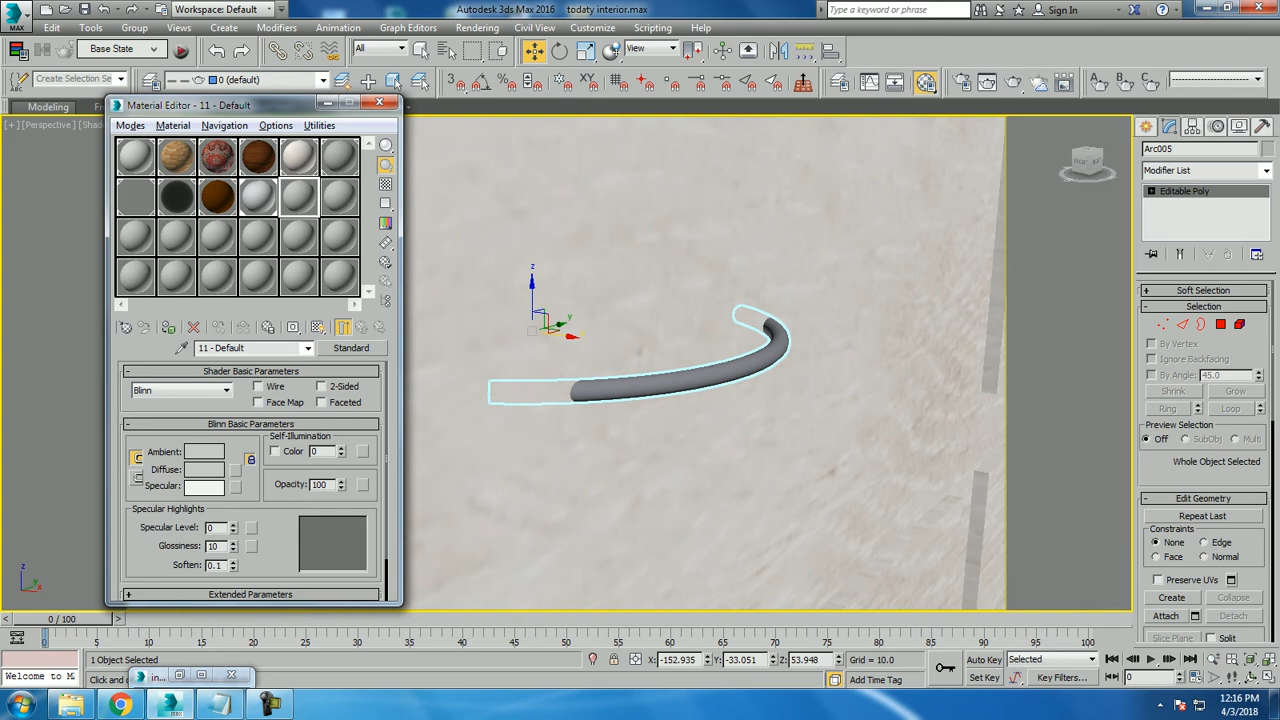 MAX
Workspace: Default
Autodesk 3ds Max 2016
todaty interior.max
Type a keyword or phrase
Sign In
Edit Tools Group Views Create Modifiers Animation Graph Editors Rendering Civil View Customize Scripting Help
Base State
All
View
Create Selection Se
0 (default)
Modeling
Material Editor - 11 - Default
Modes Material Navigation Options Utilities
11 - Default
Standard
Shader Basic Parameters
Blinn
Wire
2-Sided
Face Map
Faceted
Blinn Basic Parameters
Self-Illumination
Ambient:
Color 0
Diffuse:
Specular:
Opacity: 100
Specular Highlights
Specular Level: 0
Glossiness: 10
Soften: 0.1
Extended Parameters
[+] [Perspective] [Shad
z
y
Arc005
Modifier List
Editable Poly
Soft Selection
Selection
By Vertex
Ignore Backfacing
By Angle: 45.0
Shrink Grow
Ring Loop
Preview Selection
Off SubObj Multi
Whole Object Selected
Edit Geometry
Repeat Last
Constraints
None Edge
Face Normal
Preserve UVs
Create Collapse
Attach Detach
Slice Plane Split
0 / 100
0 5 10 15 20 25 30 35 40 45 50 55 60 65 70 75 80 85 90 95 100
1 Object Selected
X: -152.935 Y: -33.051 Z: 53.948
Grid = 10.0
Auto Key
Selected
Welcome to M
Click and
in...
Add Time Tag
Set Key
Key Filters...
0
12:16 PM
4/3/2018